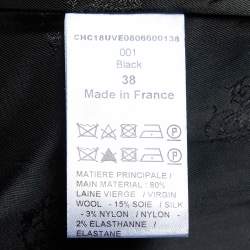 CHC18UVE0806600138
001
Black
38
Made in France
MATIERE PRINCIPALE /
MAIN MATERIAL : 80%
LAINE VIERGE / VIRGIN
WOOL - 15% SOIE / SILK
- 3% NYLON / NYLON -
2% ELASTHANNE /
ELASTANE